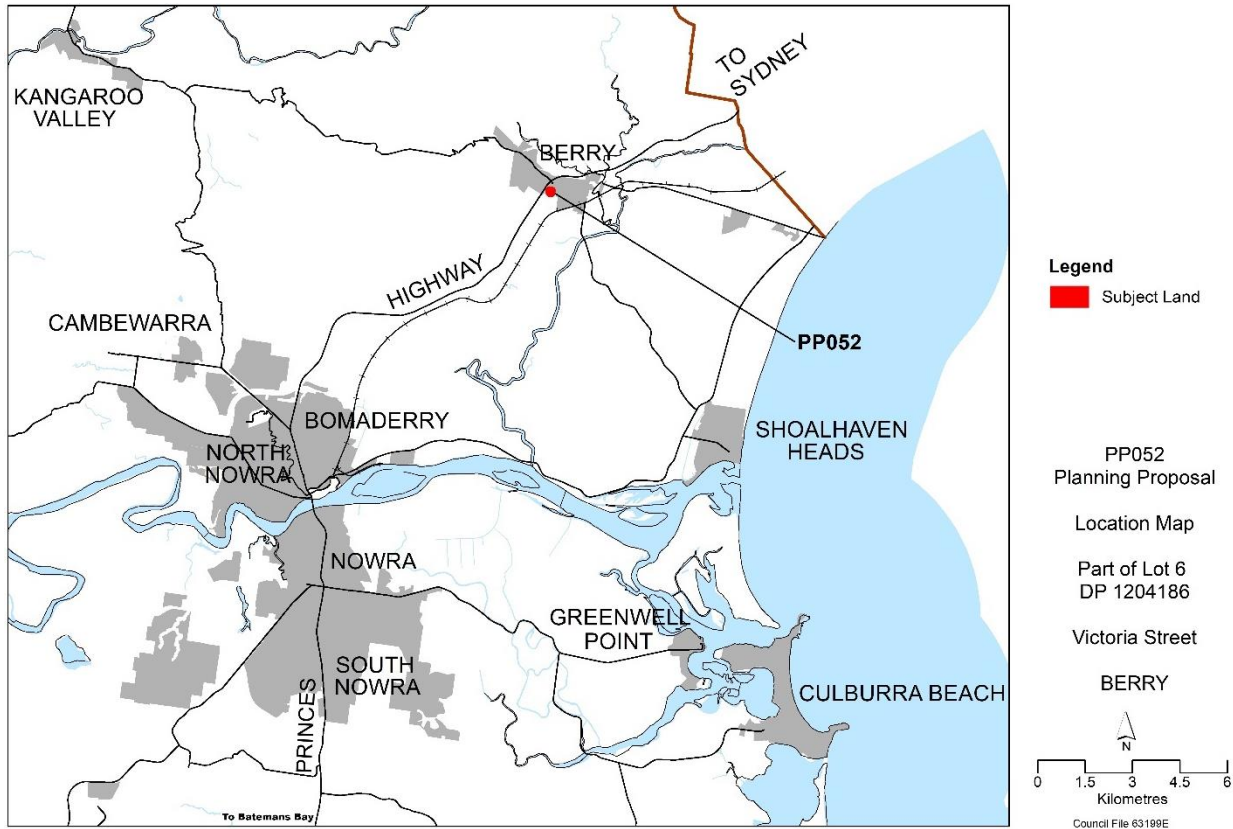 KANGAROO
VALLEY
TO
SYDNEY
BERRY
HIGHWAY
CAMBEWARRA
PP052
BOMADERRY
NORTH
NOWRA
SHOALHAVEN
HEADS
NOWRA
GREENWELL
POINT
SOUTH
NOWRA
CULBURRA BEACH
PRINCES
To Batemans Bay
Legend
Subject Land
PP052
Planning Proposal
Location Map
Part of Lot 6
DP 1204186
Victoria Street
BERRY
N
0 1.5 3 4.5 6
Kilometres
Council File 63199E